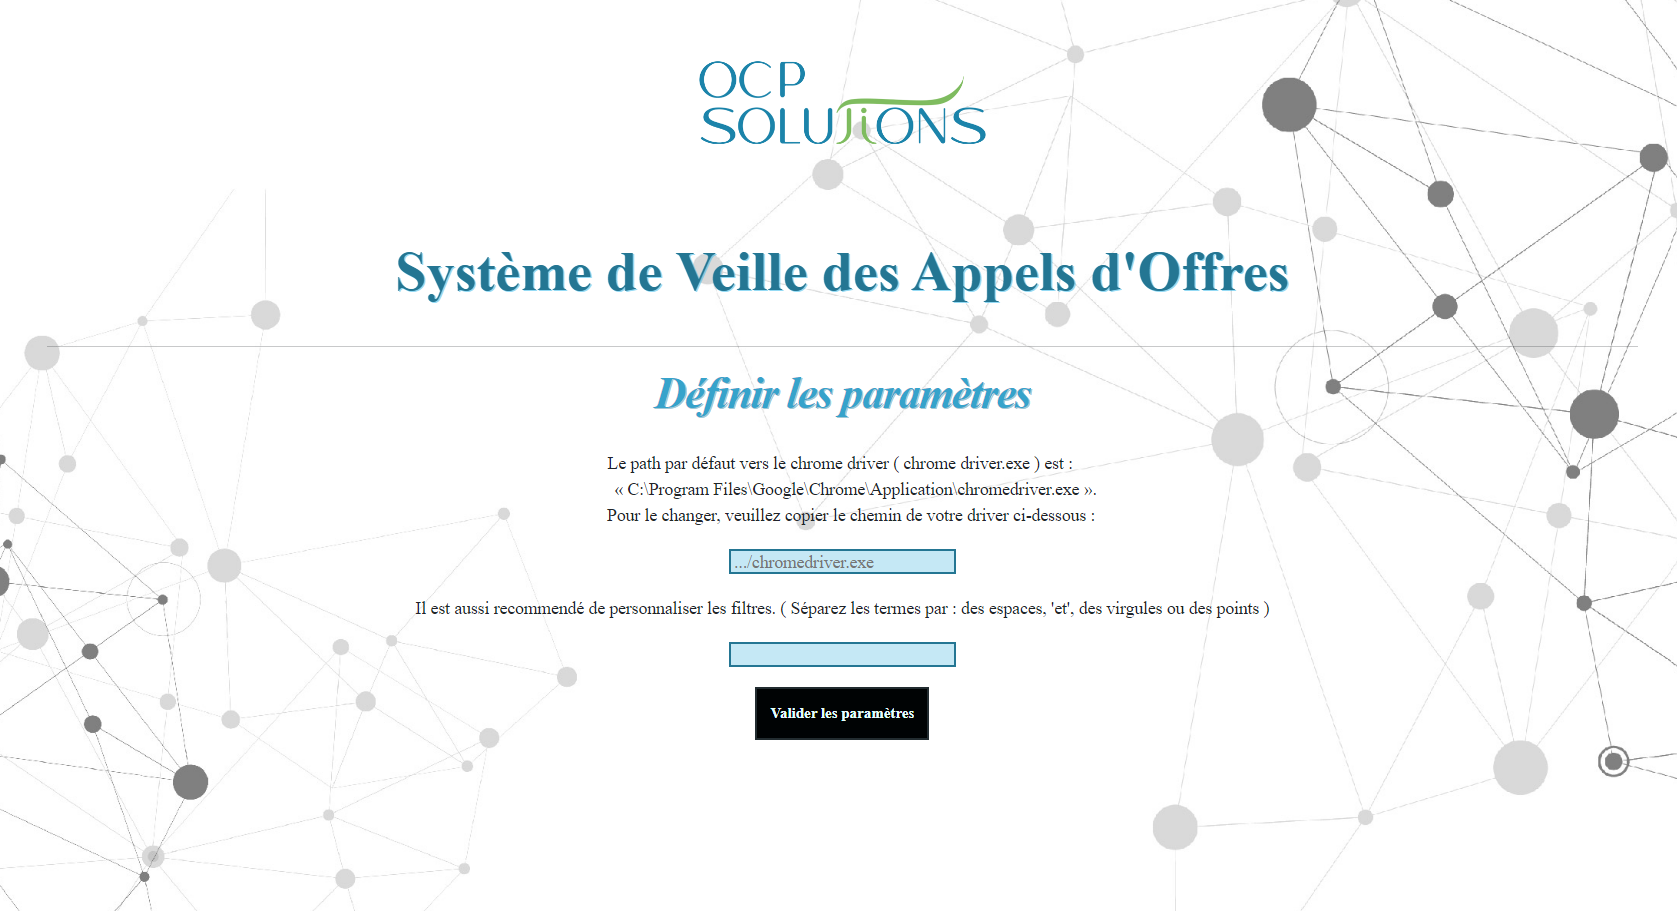 OCP
SOLUTIONS
Système de Veille des Appels d'Offres
Définir les paramètres
Le path par défaut vers le chrome driver ( chrome driver.exe ) est :
« C:\Program Files\Google\Chrome\Application\chromedriver.exe ».
Pour le changer, veuillez copier le chemin de votre driver ci-dessous :
.../chromedriver.exe
Il est aussi recommendé de personnaliser les filtres. ( Séparez les termes par : des espaces, 'et', des virgules ou des points )
Valider les paramètres